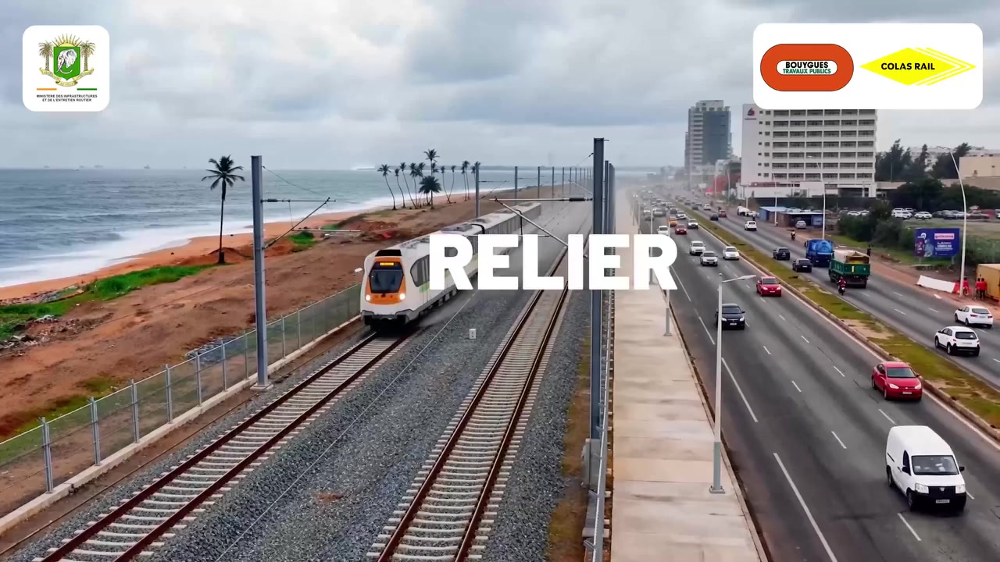 MINISTERE DES INFRASTRUCTURES
ET DE L'ENTRETIEN ROUTIER
BOUYGUES
TRAVAUX PUBLICS
COLAS RAIL
RELIER